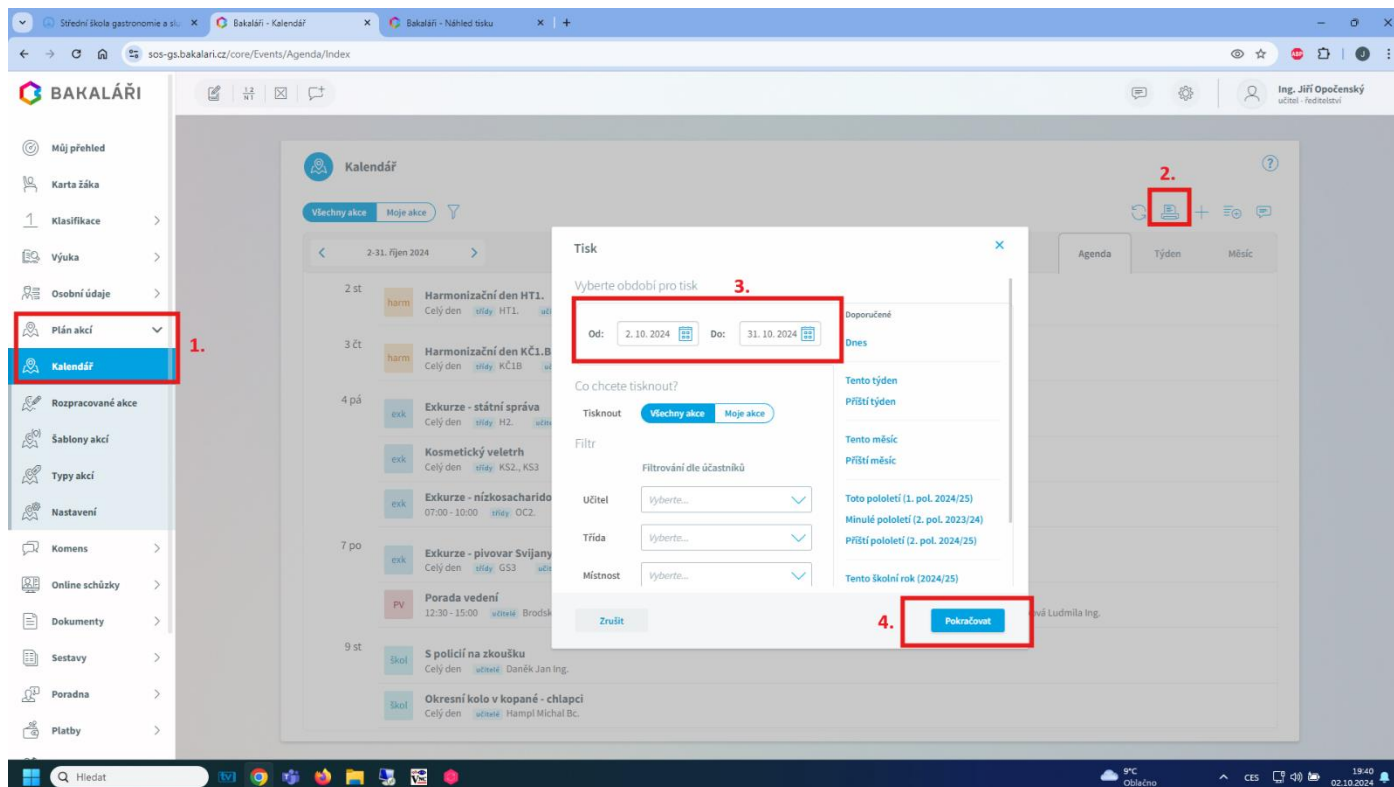 Střední škola gastronomie a slu
Bakaláři - Kalendář
Bakaláři - Náhled tisku
sos-gs.bakalari.cz/core/Events/Agenda/Index
ABP
J
BAKALÁŘI
Ing. Jiří Opočenský
učitel - ředitelství
Můj přehled
Karta žáka
Klasifikace
Výuka
Osobní údaje
Plán akcí
1.
Kalendář
Rozpracované akce
Šablony akcí
Typy akcí
Nastavení
Komens
Online schůzky
Dokumenty
Sestavy
Poradna
Platby
Kalendář
2.
Všechny akce Moje akce
2-31. říjen 2024
Agenda Týden Měsíc
2 st
harm
Harmonizační den HT1.
Celý den třídy HT1.
3 čt
harm
Harmonizační den KČ1.B
Celý den třídy KČ1B
4 pá
exk
Exkurze - státní správa
Celý den třídy H2.
exk
Kosmetický veletrh
Celý den třídy KS2., KS3
exk
Exkurze - nízkosacharido
07:00 - 10:00 třídy OC2.
7 po
exk
Exkurze - pivovar Svijany
Celý den třídy GS3
PV
Porada vedení
12:30 - 15:00 učitelé Brodsk
ová Ludmila Ing.
9 st
škol
S policií na zkoušku
Celý den učitelé Daněk Jan Ing.
škol
Okresní kolo v kopané - chlapci
Celý den učitelé Hampl Michal Bc.
Tisk
Vyberte období pro tisk
3.
Od: 2. 10. 2024 Do: 31. 10. 2024
Co chcete tisknout?
Tisknout Všechny akce Moje akce
Filtr
Filtrování dle účastníků
Učitel Vyberte...
Třída Vyberte...
Místnost Vyberte...
Doporučené
Dnes
Tento týden
Příští týden
Tento měsíc
Příští měsíc
Toto pololetí (1. pol. 2024/25)
Minulé pololetí (2. pol. 2023/24)
Příští pololetí (2. pol. 2024/25)
Tento školní rok (2024/25)
Zrušit
4.
Pokračovat
Hledat
9°C
Oblačno
CES
19:40
02.10.2024